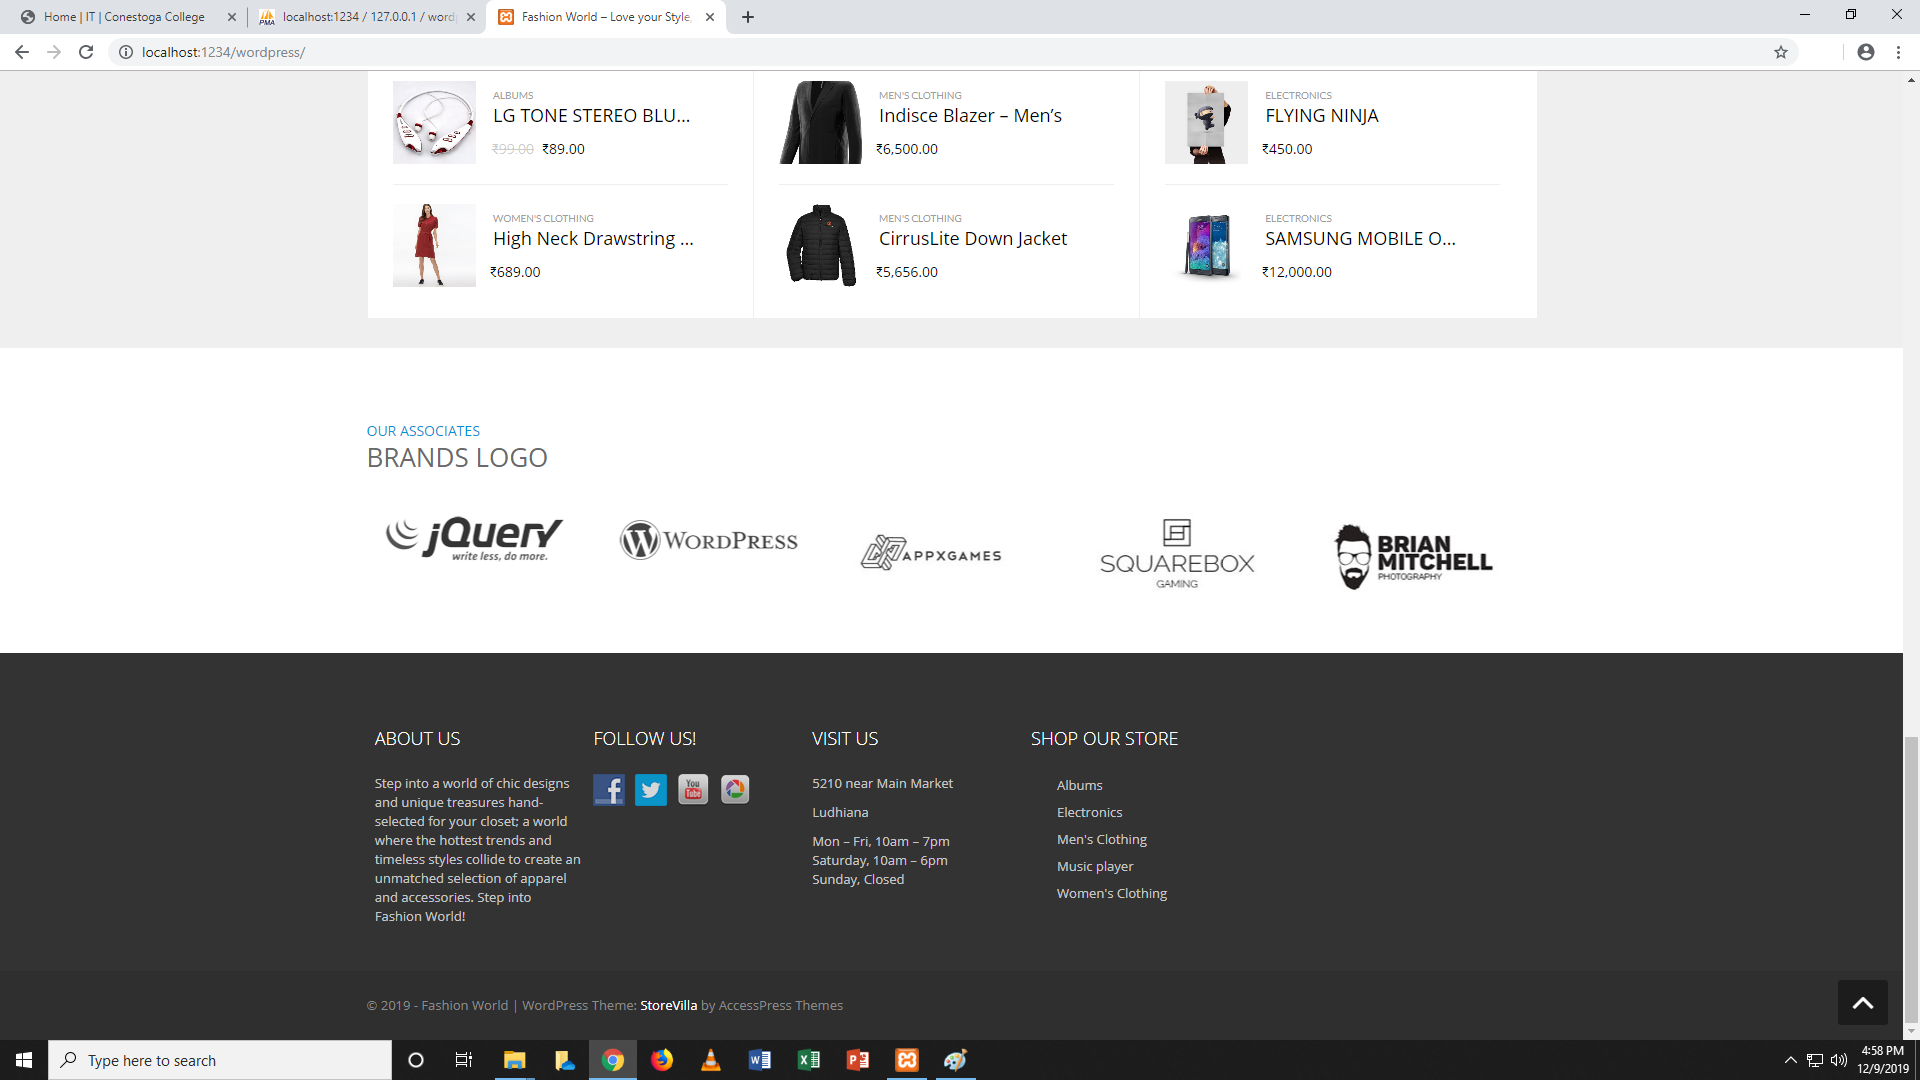 Home | IT | Conestoga College
localhost:1234 / 127.0.0.1 / word
Fashion World – Love your Style,
localhost:1234/wordpress/
ALBUMS
LG TONE STEREO BLU...
₹99.00 ₹89.00
MEN'S CLOTHING
Indisce Blazer – Men’s
₹6,500.00
ELECTRONICS
FLYING NINJA
₹450.00
WOMEN'S CLOTHING
High Neck Drawstring ...
₹689.00
MEN'S CLOTHING
CirrusLite Down Jacket
₹5,656.00
ELECTRONICS
SAMSUNG MOBILE O...
₹12,000.00
OUR ASSOCIATES
BRANDS LOGO
jQuery
write less, do more.
WORDPRESS
APPXGAMES
SQUAREBOX
GAMING
BRIAN
MITCHELL
PHOTOGRAPHY
ABOUT US
Step into a world of chic designs
and unique treasures hand-
selected for your closet; a world
where the hottest trends and
timeless styles collide to create an
unmatched selection of apparel
and accessories. Step into
Fashion World!
FOLLOW US!
You
Tube
VISIT US
5210 near Main Market
Ludhiana
Mon – Fri, 10am – 7pm
Saturday, 10am – 6pm
Sunday, Closed
SHOP OUR STORE
Albums
Electronics
Men's Clothing
Music player
Women's Clothing
© 2019 - Fashion World | WordPress Theme: StoreVilla by AccessPress Themes
Type here to search
4:58 PM
12/9/2019